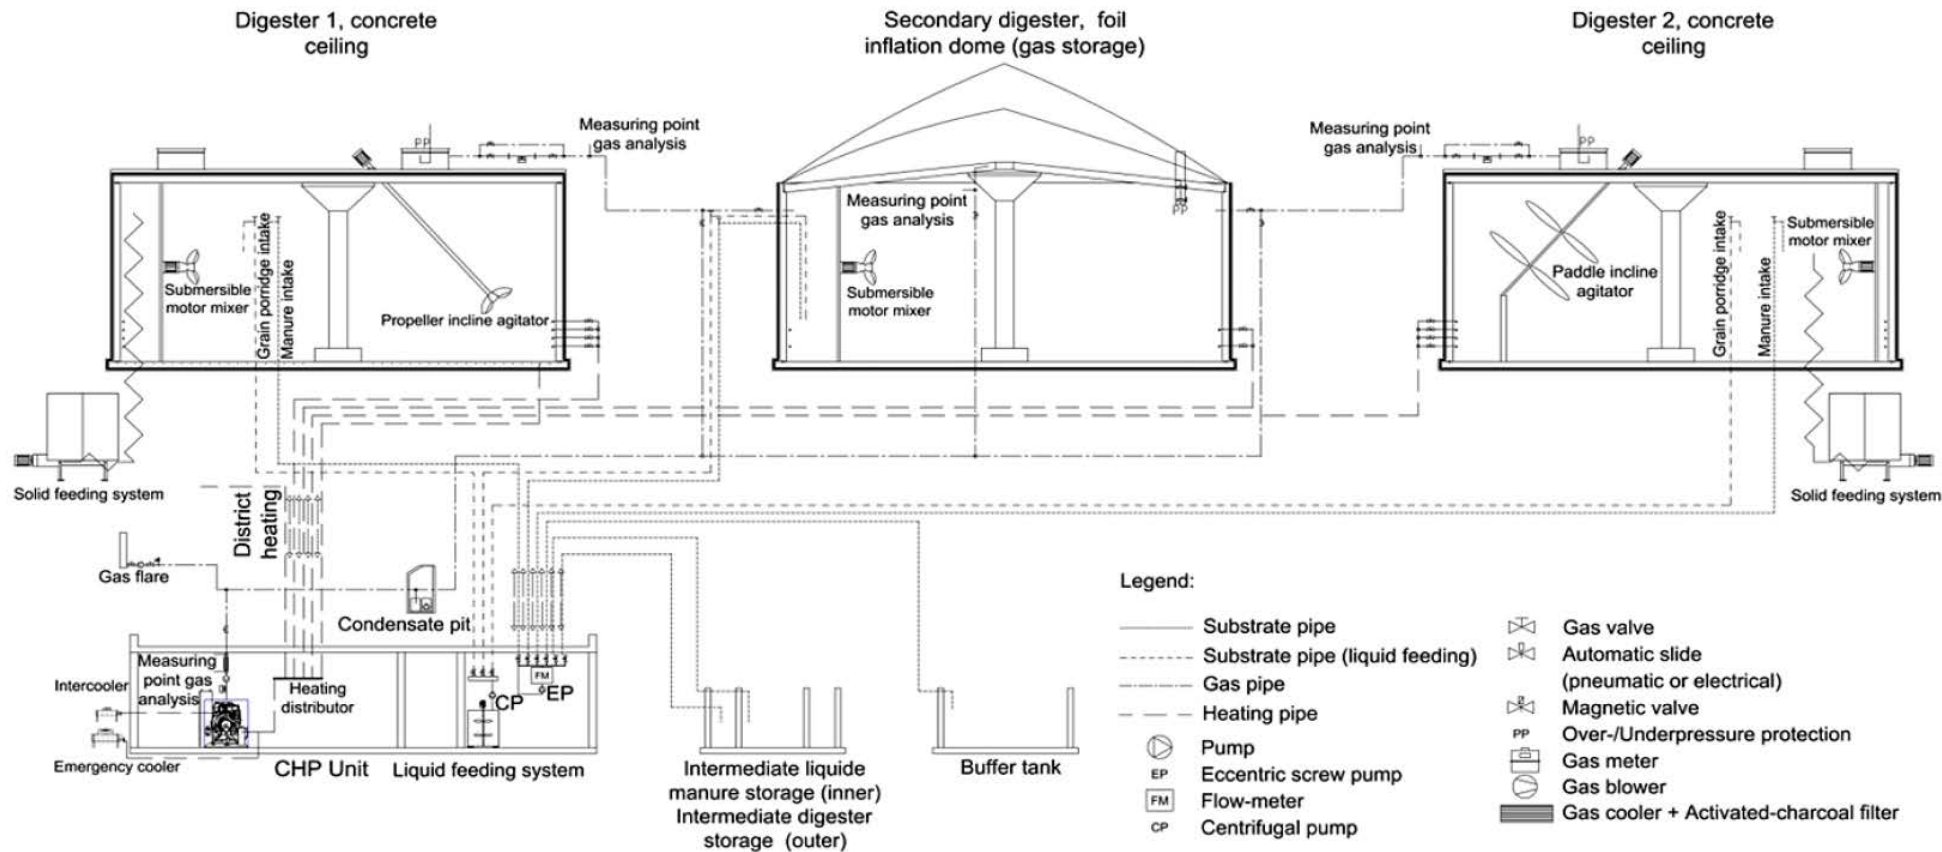 Digester 1, concrete
ceiling
Secondary digester, foil
inflation dome (gas storage)
Digester 2, concrete
ceiling
Measuring point
gas analysis
Measuring point
gas analysis
PP
PP
PP
Measuring point
gas analysis
Submersible
motor mixer
Grain porridge intake
Manure intake
Propeller incline agitator
Submersible
motor mixer
Paddle incline
agitator
Grain porridge intake
Manure intake
Submersible
motor mixer
Solid feeding system
Solid feeding system
District
heating
Gas flare
Condensate pit
Measuring
point gas
analysis
Intercooler
Heating
distributor
FM
EP
CP
Emergency cooler
CHP Unit
Liquid feeding system
Intermediate liquide
manure storage (inner)
Intermediate digester
storage (outer)
Buffer tank
Legend:
Substrate pipe
Substrate pipe (liquid feeding)
Gas pipe
Heating pipe
Pump
EP Eccentric screw pump
FM Flow-meter
CP Centrifugal pump
Gas valve
Automatic slide
(pneumatic or electrical)
Magnetic valve
PP Over-/Underpressure protection
Gas meter
Gas blower
Gas cooler + Activated-charcoal filter